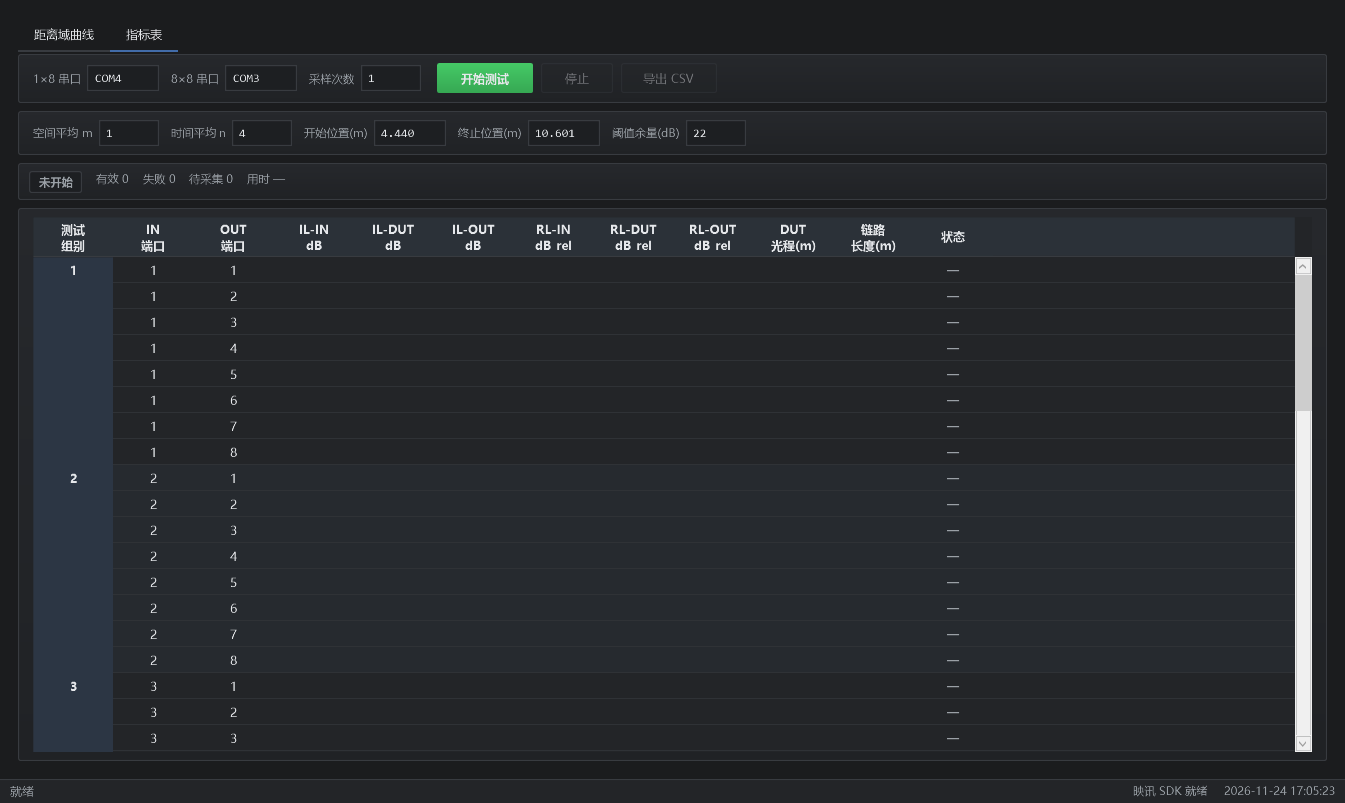 距离域曲线 指标表
1×8 串口 COM4 8×8 串口 COM3 采样次数 1 开始测试 停止 导出 CSV
空间平均 m 1 时间平均 n 4 开始位置(m) 4.440 终止位置(m) 10.601 阈值余量(dB) 22
未开始 有效 0 失败 0 待采集 0 用时 —
测试 IN OUT IL-IN IL-DUT IL-OUT RL-IN RL-DUT RL-OUT DUT 链路 状态
组别 端口 端口 dB dB dB dB rel dB rel dB rel 光程(m) 长度(m)
1 1 1 —
1 2 —
1 3 —
1 4 —
1 5 —
1 6 —
1 7 —
1 8 —
2 2 1 —
2 2 —
2 3 —
2 4 —
2 5 —
2 6 —
2 7 —
2 8 —
3 3 1 —
3 2 —
3 3 —
就绪 映讯 SDK 就绪 2026-11-24 17:05:23